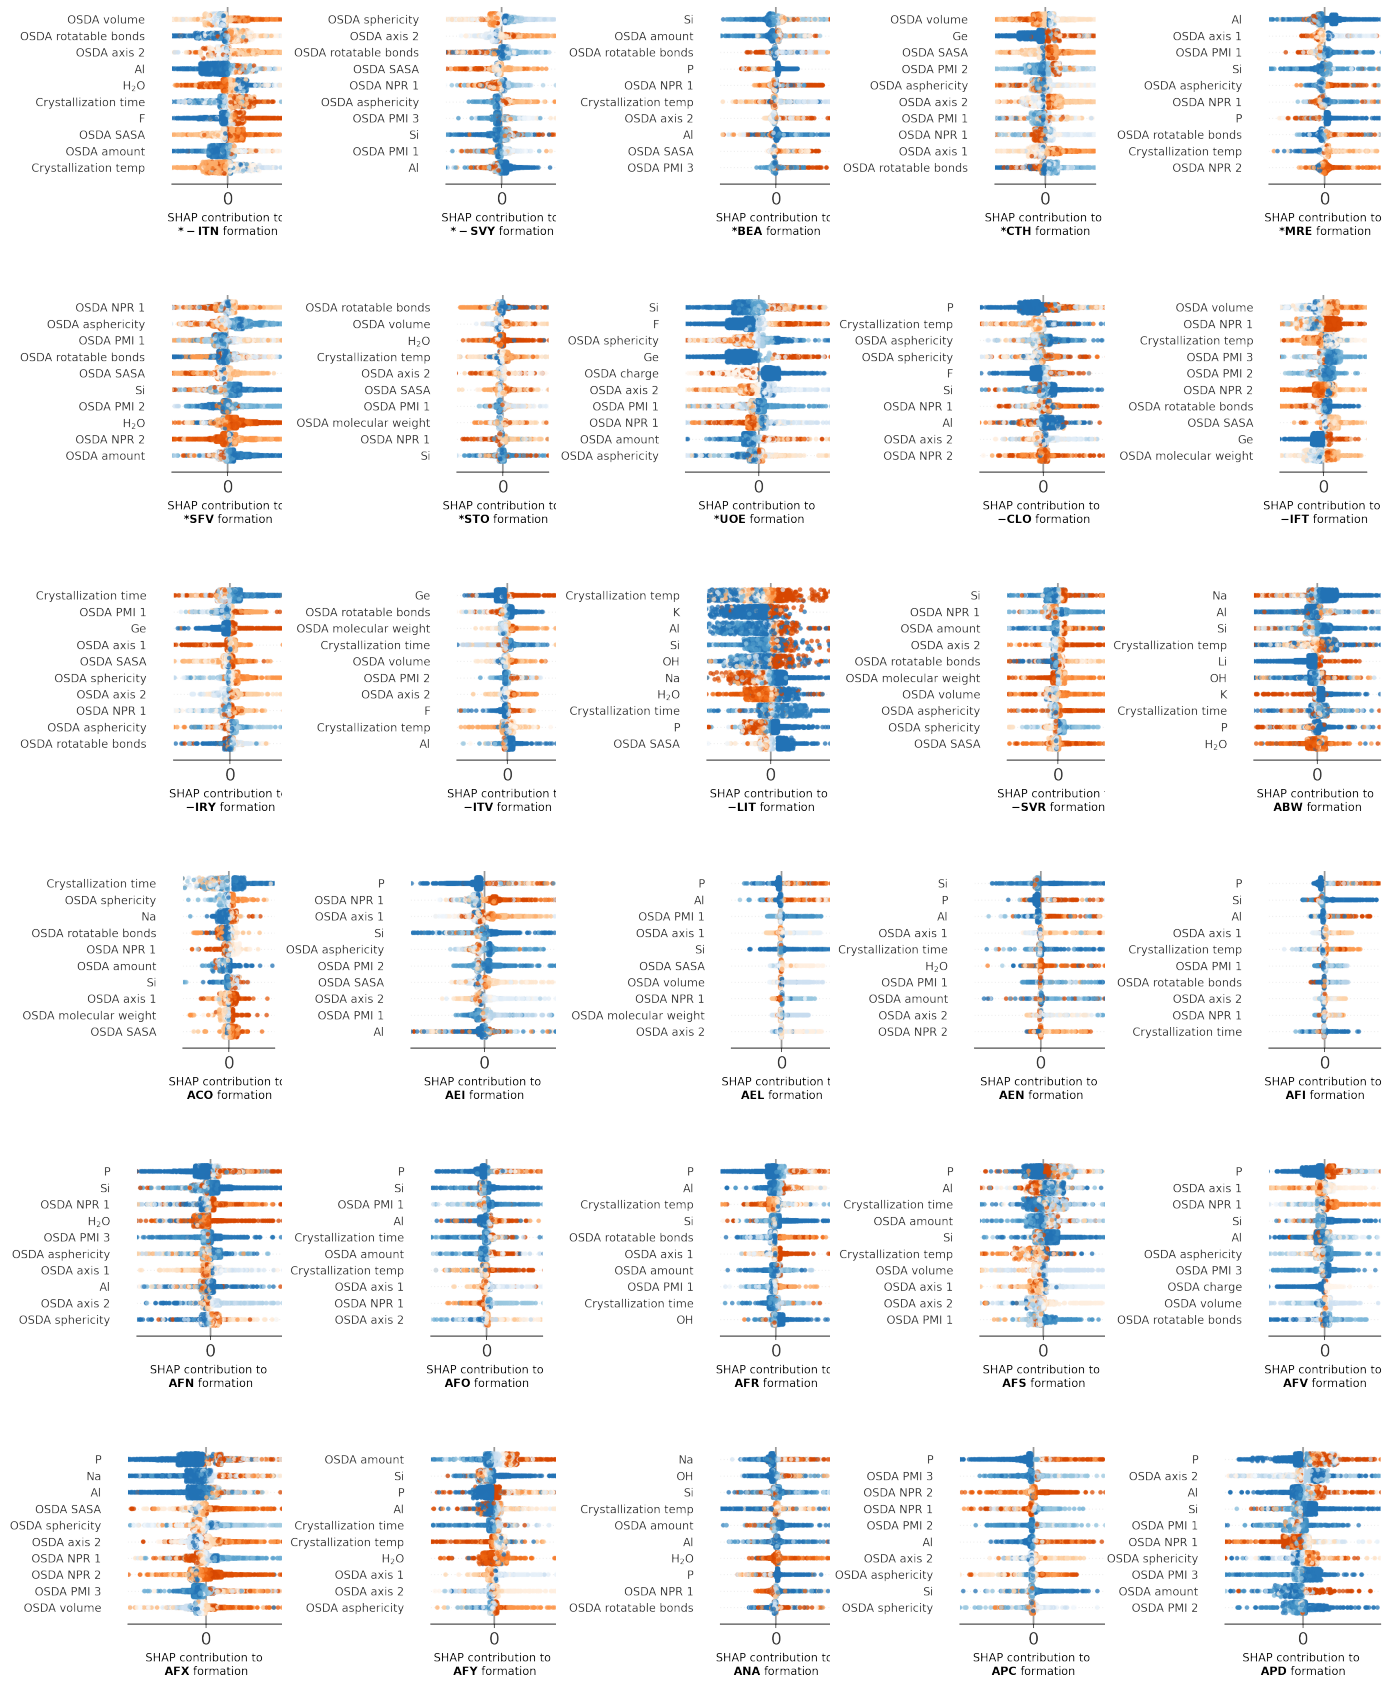 OSDA volume
OSDA rotatable bonds
OSDA axis 2
Al
H₂O
Crystallization time
F
OSDA SASA
OSDA amount
Crystallization temp
0
SHAP contribution to
*−ITN formation
OSDA sphericity
OSDA axis 2
OSDA rotatable bonds
OSDA SASA
OSDA NPR 1
OSDA asphericity
OSDA PMI 3
Si
OSDA PMI 1
Al
0
SHAP contribution to
*−SVY formation
Si
OSDA amount
OSDA rotatable bonds
P
OSDA NPR 1
Crystallization temp
OSDA axis 2
Al
OSDA SASA
OSDA PMI 3
0
SHAP contribution to
*BEA formation
OSDA volume
Ge
OSDA SASA
OSDA PMI 2
OSDA asphericity
OSDA axis 2
OSDA PMI 1
OSDA NPR 1
OSDA axis 1
OSDA rotatable bonds
0
SHAP contribution to
*CTH formation
Al
OSDA axis 1
OSDA PMI 1
Si
OSDA asphericity
OSDA NPR 1
P
OSDA rotatable bonds
Crystallization temp
OSDA NPR 2
0
SHAP contribution to
*MRE formation
OSDA NPR 1
OSDA asphericity
OSDA PMI 1
OSDA rotatable bonds
OSDA SASA
Si
OSDA PMI 2
H₂O
OSDA NPR 2
OSDA amount
0
SHAP contribution to
*SFV formation
OSDA rotatable bonds
OSDA volume
H₂O
Crystallization temp
OSDA axis 2
OSDA SASA
OSDA PMI 1
OSDA molecular weight
OSDA NPR 1
Si
0
SHAP contribution to
*STO formation
Si
F
OSDA sphericity
Ge
OSDA charge
OSDA axis 2
OSDA PMI 1
OSDA NPR 1
OSDA amount
OSDA asphericity
0
SHAP contribution to
*UOE formation
P
Crystallization temp
OSDA asphericity
OSDA sphericity
F
Si
OSDA NPR 1
Al
OSDA axis 2
OSDA NPR 2
0
SHAP contribution to
−CLO formation
OSDA volume
OSDA NPR 1
Crystallization temp
OSDA PMI 3
OSDA PMI 2
OSDA NPR 2
OSDA rotatable bonds
OSDA SASA
Ge
OSDA molecular weight
0
SHAP contribution to
−IFT formation
Crystallization time
OSDA PMI 1
Ge
OSDA axis 1
OSDA SASA
OSDA sphericity
OSDA axis 2
OSDA NPR 1
OSDA asphericity
OSDA rotatable bonds
0
SHAP contribution to
−IRY formation
Ge
OSDA rotatable bonds
OSDA molecular weight
Crystallization time
OSDA volume
OSDA PMI 2
OSDA axis 2
F
Crystallization temp
Al
0
SHAP contribution t
−ITV formation
Crystallization temp
K
Al
Si
OH
Na
H₂O
Crystallization time
P
OSDA SASA
0
SHAP contribution to
−LIT formation
Si
OSDA NPR 1
OSDA amount
OSDA axis 2
OSDA rotatable bonds
OSDA molecular weight
OSDA volume
OSDA asphericity
OSDA sphericity
OSDA SASA
0
SHAP contribution
−SVR formation
Na
Al
Si
Crystallization temp
Li
OH
K
Crystallization time
P
H₂O
0
SHAP contribution to
ABW formation
Crystallization time
OSDA sphericity
Na
OSDA rotatable bonds
OSDA NPR 1
OSDA amount
Si
OSDA axis 1
OSDA molecular weight
OSDA SASA
0
SHAP contribution to
ACO formation
P
OSDA NPR 1
OSDA axis 1
Si
OSDA asphericity
OSDA PMI 2
OSDA SASA
OSDA axis 2
OSDA PMI 1
Al
0
SHAP contribution to
AEI formation
P
Al
OSDA PMI 1
OSDA axis 1
Si
OSDA SASA
OSDA volume
OSDA NPR 1
OSDA molecular weight
OSDA axis 2
0
SHAP contribution t
AEL formation
Si
P
Al
OSDA axis 1
Crystallization time
H₂O
OSDA PMI 1
OSDA amount
OSDA axis 2
OSDA NPR 2
0
SHAP contribution to
AEN formation
P
Si
Al
OSDA axis 1
Crystallization temp
OSDA PMI 1
OSDA rotatable bonds
OSDA axis 2
OSDA NPR 1
Crystallization time
0
SHAP contribution to
AFI formation
P
Si
OSDA NPR 1
H₂O
OSDA PMI 3
OSDA asphericity
OSDA axis 1
Al
OSDA axis 2
OSDA sphericity
0
SHAP contribution to
AFN formation
P
Si
OSDA PMI 1
Al
Crystallization time
OSDA amount
Crystallization temp
OSDA axis 1
OSDA NPR 1
OSDA axis 2
0
SHAP contribution to
AFO formation
P
Al
Crystallization temp
Si
OSDA rotatable bonds
OSDA axis 1
OSDA amount
OSDA PMI 1
Crystallization time
OH
0
SHAP contribution to
AFR formation
P
Al
Crystallization time
OSDA amount
Si
Crystallization temp
OSDA volume
OSDA axis 1
OSDA axis 2
OSDA PMI 1
0
SHAP contribution to
AFS formation
P
OSDA axis 1
OSDA NPR 1
Si
Al
OSDA asphericity
OSDA PMI 3
OSDA charge
OSDA volume
OSDA rotatable bonds
0
SHAP contribution to
AFV formation
P
Na
Al
OSDA SASA
OSDA sphericity
OSDA axis 2
OSDA NPR 1
OSDA NPR 2
OSDA PMI 3
OSDA volume
0
SHAP contribution to
AFX formation
OSDA amount
Si
P
Al
Crystallization time
Crystallization temp
H₂O
OSDA axis 1
OSDA axis 2
OSDA asphericity
0
SHAP contribution to
AFY formation
Na
OH
Si
Crystallization temp
OSDA amount
Al
H₂O
P
OSDA NPR 1
OSDA rotatable bonds
0
SHAP contribution to
ANA formation
P
OSDA PMI 3
OSDA NPR 2
OSDA NPR 1
OSDA PMI 2
Al
OSDA axis 2
OSDA asphericity
Si
OSDA sphericity
0
SHAP contribution to
APC formation
P
OSDA axis 2
Al
Si
OSDA PMI 1
OSDA NPR 1
OSDA sphericity
OSDA PMI 3
OSDA amount
OSDA PMI 2
0
SHAP contribution to
APD formation